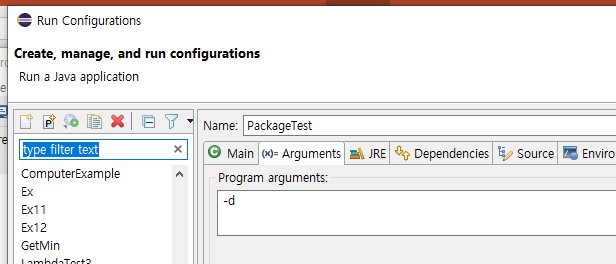 Run Configurations
Create, manage, and run configurations
Run a Java application
Name: PackageTest
type filter text
Main (x)= Arguments JRE Dependencies Source Enviro
ComputerExample
Program arguments:
Ex
-d
Ex11
Ex12
GetMin
LambdaTest3